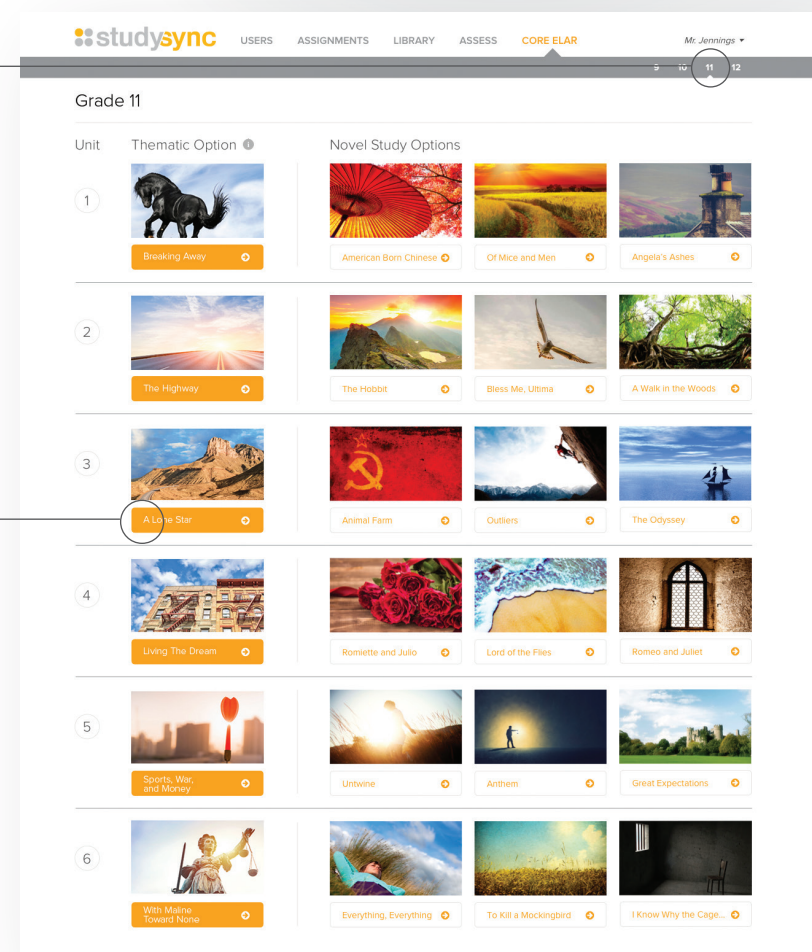 studysync USERS ASSIGNMENTS LIBRARY ASSESS CORE ELAR Mr. Jennings
9 10 11 12
Grade 11
Unit Thematic Option Novel Study Options
1
Breaking Away American Born Chinese Of Mice and Men Angela's Ashes
2
The Highway The Hobbit Bless Me, Ultima A Walk in the Woods
3
A Lone Star Animal Farm Outliers The Odyssey
4
Living The Dream Romiette and Julio Lord of the Flies Romeo and Juliet
5
Sports, War,
and Money Untwine Anthem Great Expectations
6
With Maline
Toward None Everything, Everything To Kill a Mockingbird I Know Why the Cage...